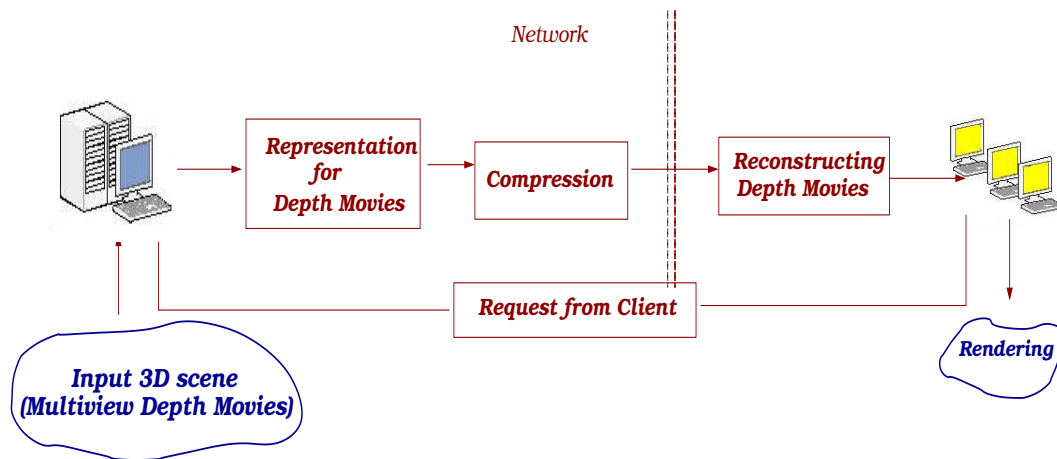 Network
Representation
for
Depth Movies
Compression
Reconstructing
Depth Movies
Request from Client
Input 3D scene
(Multiview Depth Movies)
Rendering